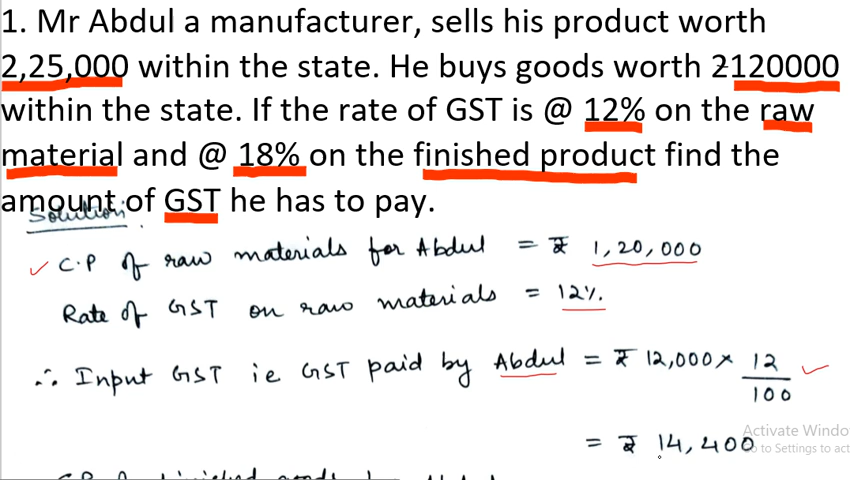 1. Mr Abdul a manufacturer, sells his product worth
2,25,000 within the state. He buys goods worth 2120000
within the state. If the rate of GST is @ 12% on the raw
material and @ 18% on the finished product find the
amount of GST he has to pay.
Solution:
✓ C.P of raw materials for Abdul = ₹ 1,20,000
Rate of GST on raw materials = 12%.
∴ Input GST ie GST paid by Abdul = ₹ 12,000 × 12/100 ✓
= ₹ 14,400
Activate Windo
o to Settings to act